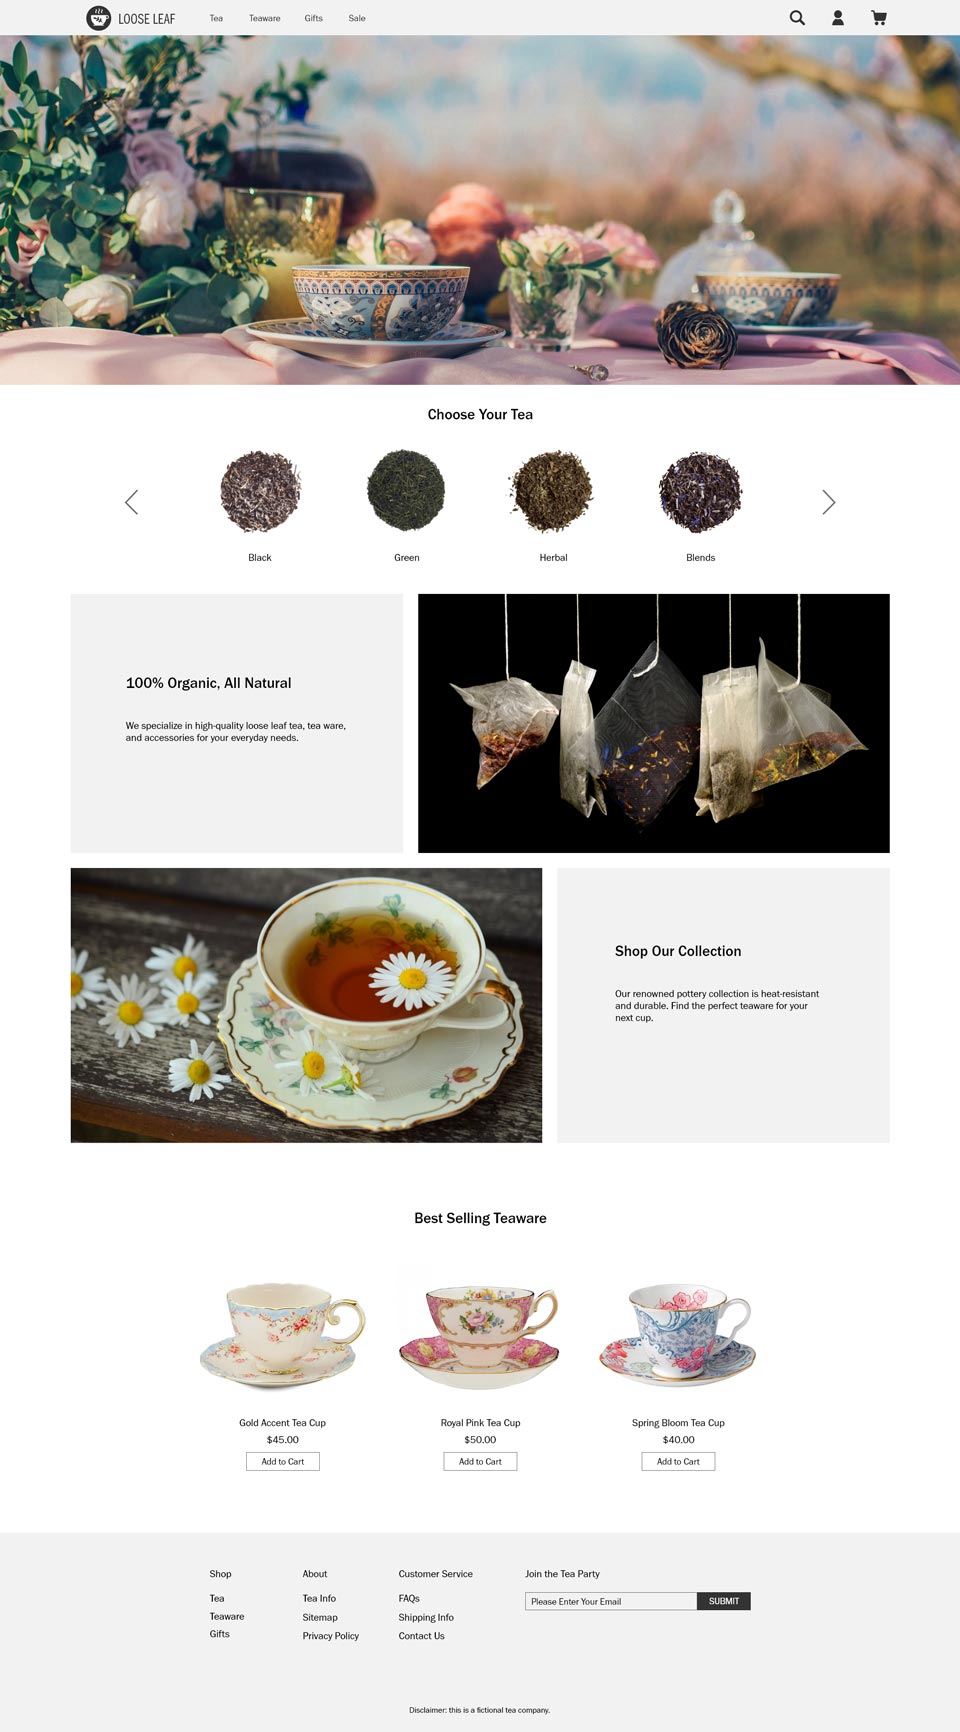 LOOSE LEAF
Tea
Teaware
Gifts
Sale
Choose Your Tea
Black
Green
Herbal
Blends
100% Organic, All Natural
We specialize in high-quality loose leaf tea, tea ware,
and accessories for your everyday needs.
Shop Our Collection
Our renowned pottery collection is heat-resistant
and durable. Find the perfect teaware for your
next cup.
Best Selling Teaware
Gold Accent Tea Cup
$45.00
Add to Cart
Royal Pink Tea Cup
$50.00
Add to Cart
Spring Bloom Tea Cup
$40.00
Add to Cart
Shop
Tea
Teaware
Gifts
About
Tea Info
Sitemap
Privacy Policy
Customer Service
FAQs
Shipping Info
Contact Us
Join the Tea Party
Please Enter Your Email
SUBMIT
Disclaimer: this is a fictional tea company.